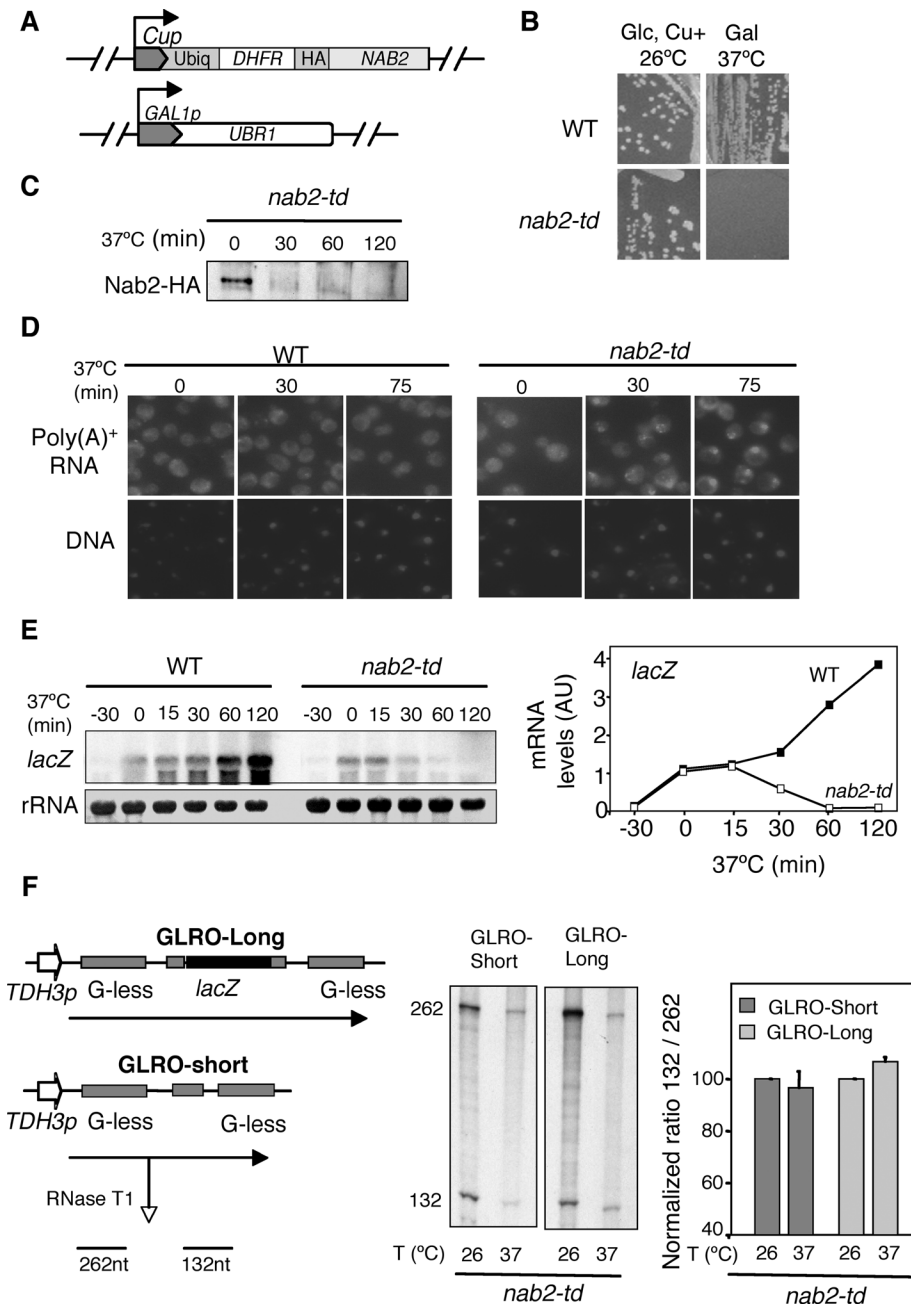 A
Cup
Ubiq DHFR HA NAB2
GAL1p
UBR1
B
Glc, Cu+ Gal
26ºC 37ºC
WT
nab2-td
C
nab2-td
37ºC (min) 0 30 60 120
Nab2-HA
D
WT nab2-td
37ºC
(min) 0 30 75 0 30 75
Poly(A)+
RNA
DNA
E
WT nab2-td
37ºC
(min) -30 0 15 30 60 120 -30 0 15 30 60 120
lacZ
rRNA
mRNA
levels (AU)
4
3
2
1
0
lacZ
WT
nab2-td
-30 0 15 30 60 120
37ºC (min)
F
GLRO-Long
TDH3p G-less lacZ G-less
GLRO-short
TDH3p G-less G-less
RNase T1
262nt 132nt
GLRO-
Short
GLRO-
Long
262
132
T (ºC) 26 37 26 37
nab2-td
Normalized ratio 132 / 262
GLRO-Short
GLRO-Long
100
80
60
40
T (ºC) 26 37 26 37
nab2-td